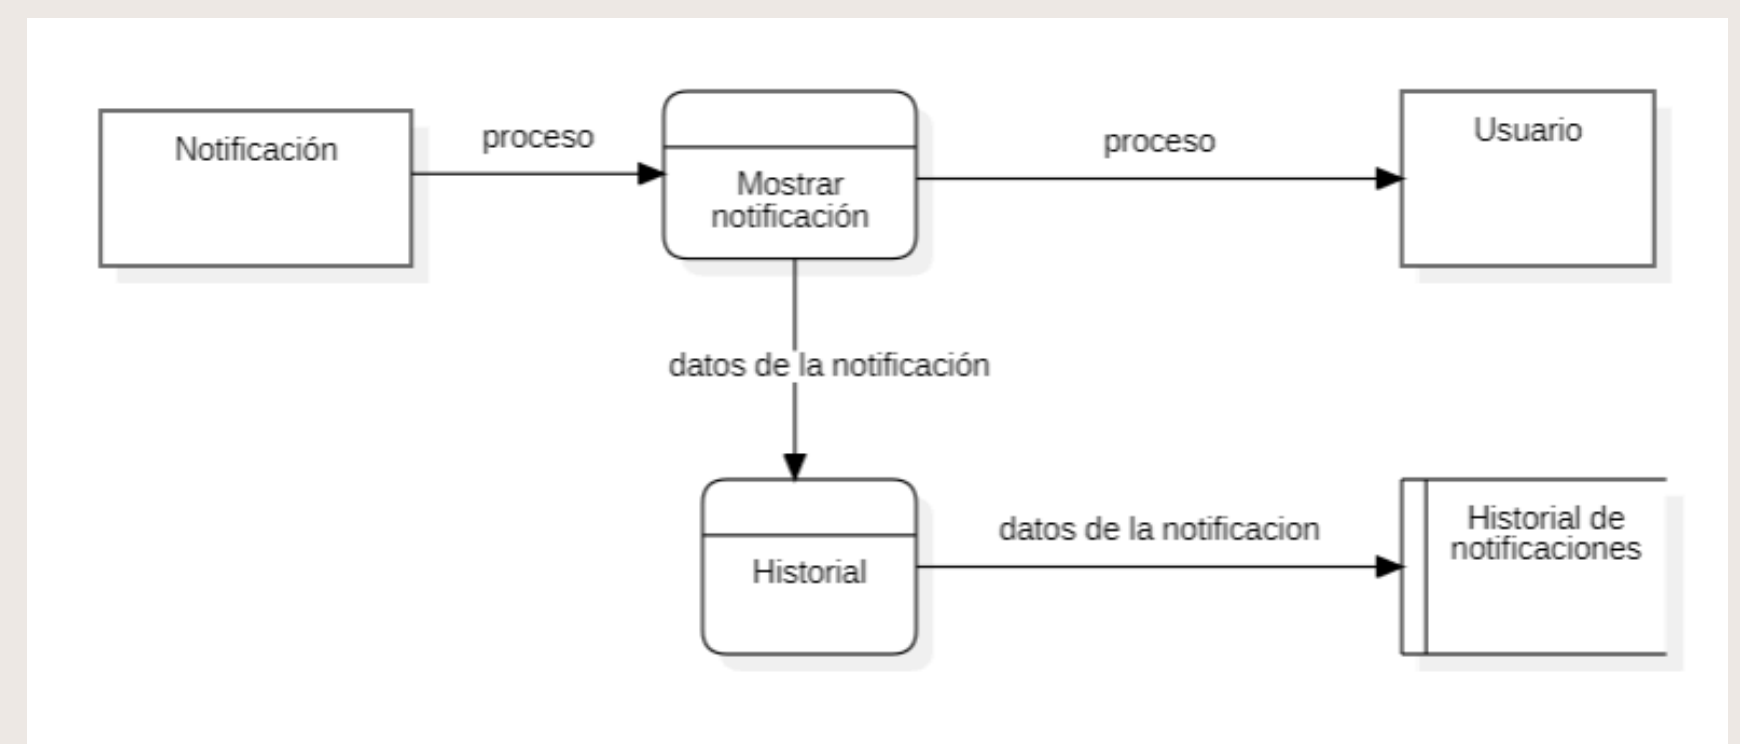 Notificación
proceso
Mostrar
notificación
proceso
Usuario
datos de la notificación
Historial
datos de la notificacion
Historial de
notificaciones